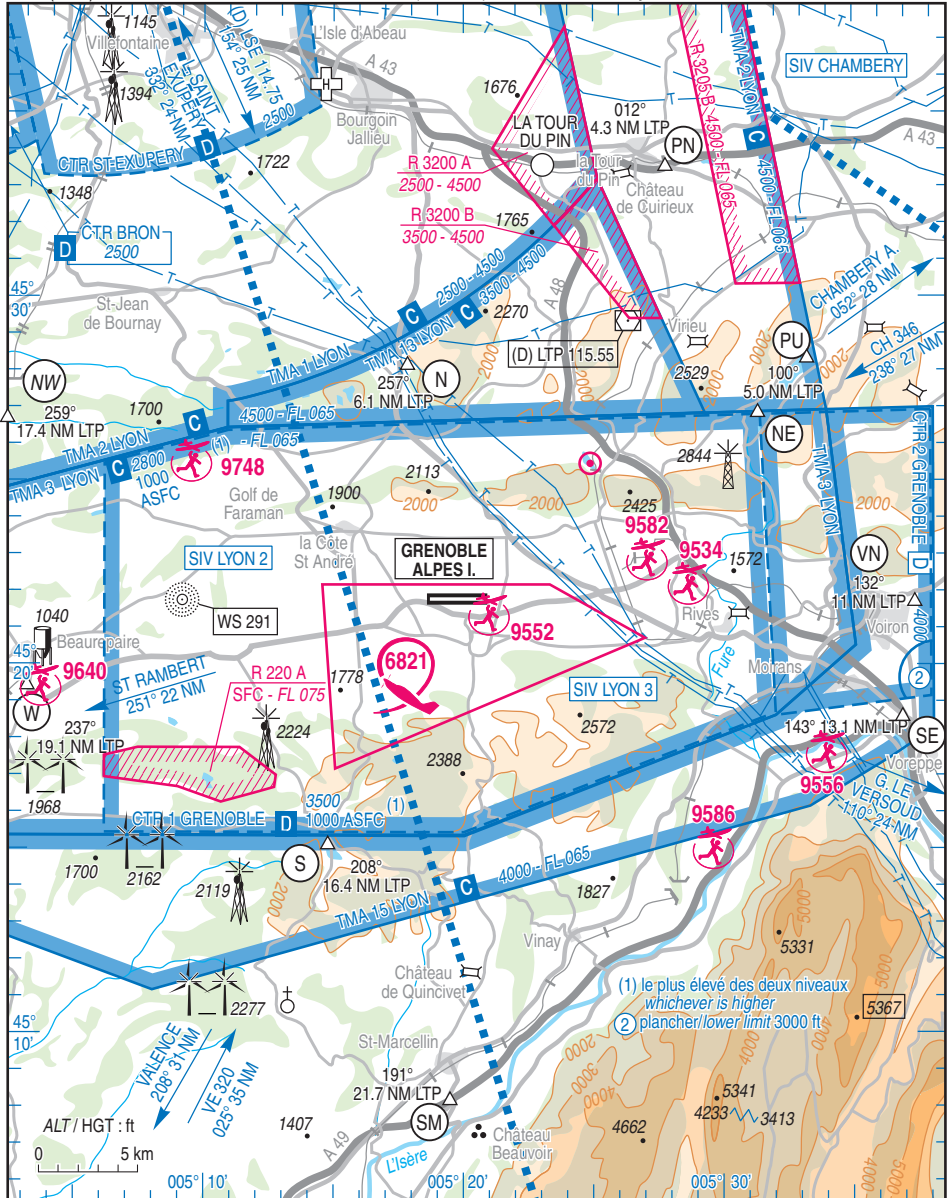 1145
Villefontaine
1394
L. SAINT
EXUPERY
332° 24 NM
(D) LSE 114.75
154° 25 NM
L'Isle d'Abeau
A 43
Bourgoin
Jallieu
2500
CTR ST-EXUPERY
D
1722
1348
D
CTR BRON
2500
1676
LA TOUR
DU PIN
la Tour
du Pin
012°
4.3 NM LTP
PN
Château
de Cuirieux
A 43
SIV CHAMBERY
R 3205 B 4500 - FL 065
TMA 2 LYON
C
4500 - FL 065
R 3200 A
2500 - 4500
R 3200 B
3500 - 4500
1765
A 48
CHAMBERY A.
052° 28 NM
CH 346
238° 27 NM
45°
30'
St-Jean
de Bournay
2500-4500
3500-4500
C
C
TMA 1 LYON
TMA 13 LYON
2270
2000
(D) LTP 115.55
Virieu
2529
PU
100°
5.0 NM LTP
NW
259°
17.4 NM LTP
1700
257°
6.1 NM LTP
N
NE
4500 - FL 065
C
TMA 2 LYON
TMA 3 LYON
C
2800 (1) - FL 065
1000
ASFC
9748
Golf de
Faraman
2113
1900
2000
2000
2425
2844
2000
TMA 3 LYON
CTR 2 GRENOBLE
D
4000
la Côte
St André
SIV LYON 2
GRENOBLE
ALPES I.
9582
9534
1572
VN
132°
11 NM LTP
Voiron
WS 291
9552
Rives
1040
Beaurepaire
45°
20'
9640
W
237°
19.1 NM LTP
ST RAMBERT
251° 22 NM
R 220 A
SFC - FL 075
1778
6821
SIV LYON 3
Fure
Moirans
2
2224
2572
143° 13.1 NM LTP
SE
Voreppe
1968
2388
9556
G. LE
VERSOUD
110° 24 NM
CTR 1 GRENOBLE
D
3500
1000 ASFC
(1)
9586
1700
2162
2119
S
208°
16.4 NM LTP
2000
4000 - FL 065
C
TMA 15 LYON
1827
5000
5331
Vinay
2277
Château
de Quincivet
(1) le plus élevé des deux niveaux
whichever is higher
2 plancher/lower limit 3000 ft
5367
45°
10'
St-Marcellin
VALENCE
208° 31 NM
VE 320
025° 35 NM
191°
21.7 NM LTP
SM
2000
3000
4000
4000
5000
5341
4233
3413
ALT / HGT : ft
0
5 km
1407
A 49
L'Isère
Château
Beauvoir
4662
4000
5000
005° 10'
005° 20'
005° 30'